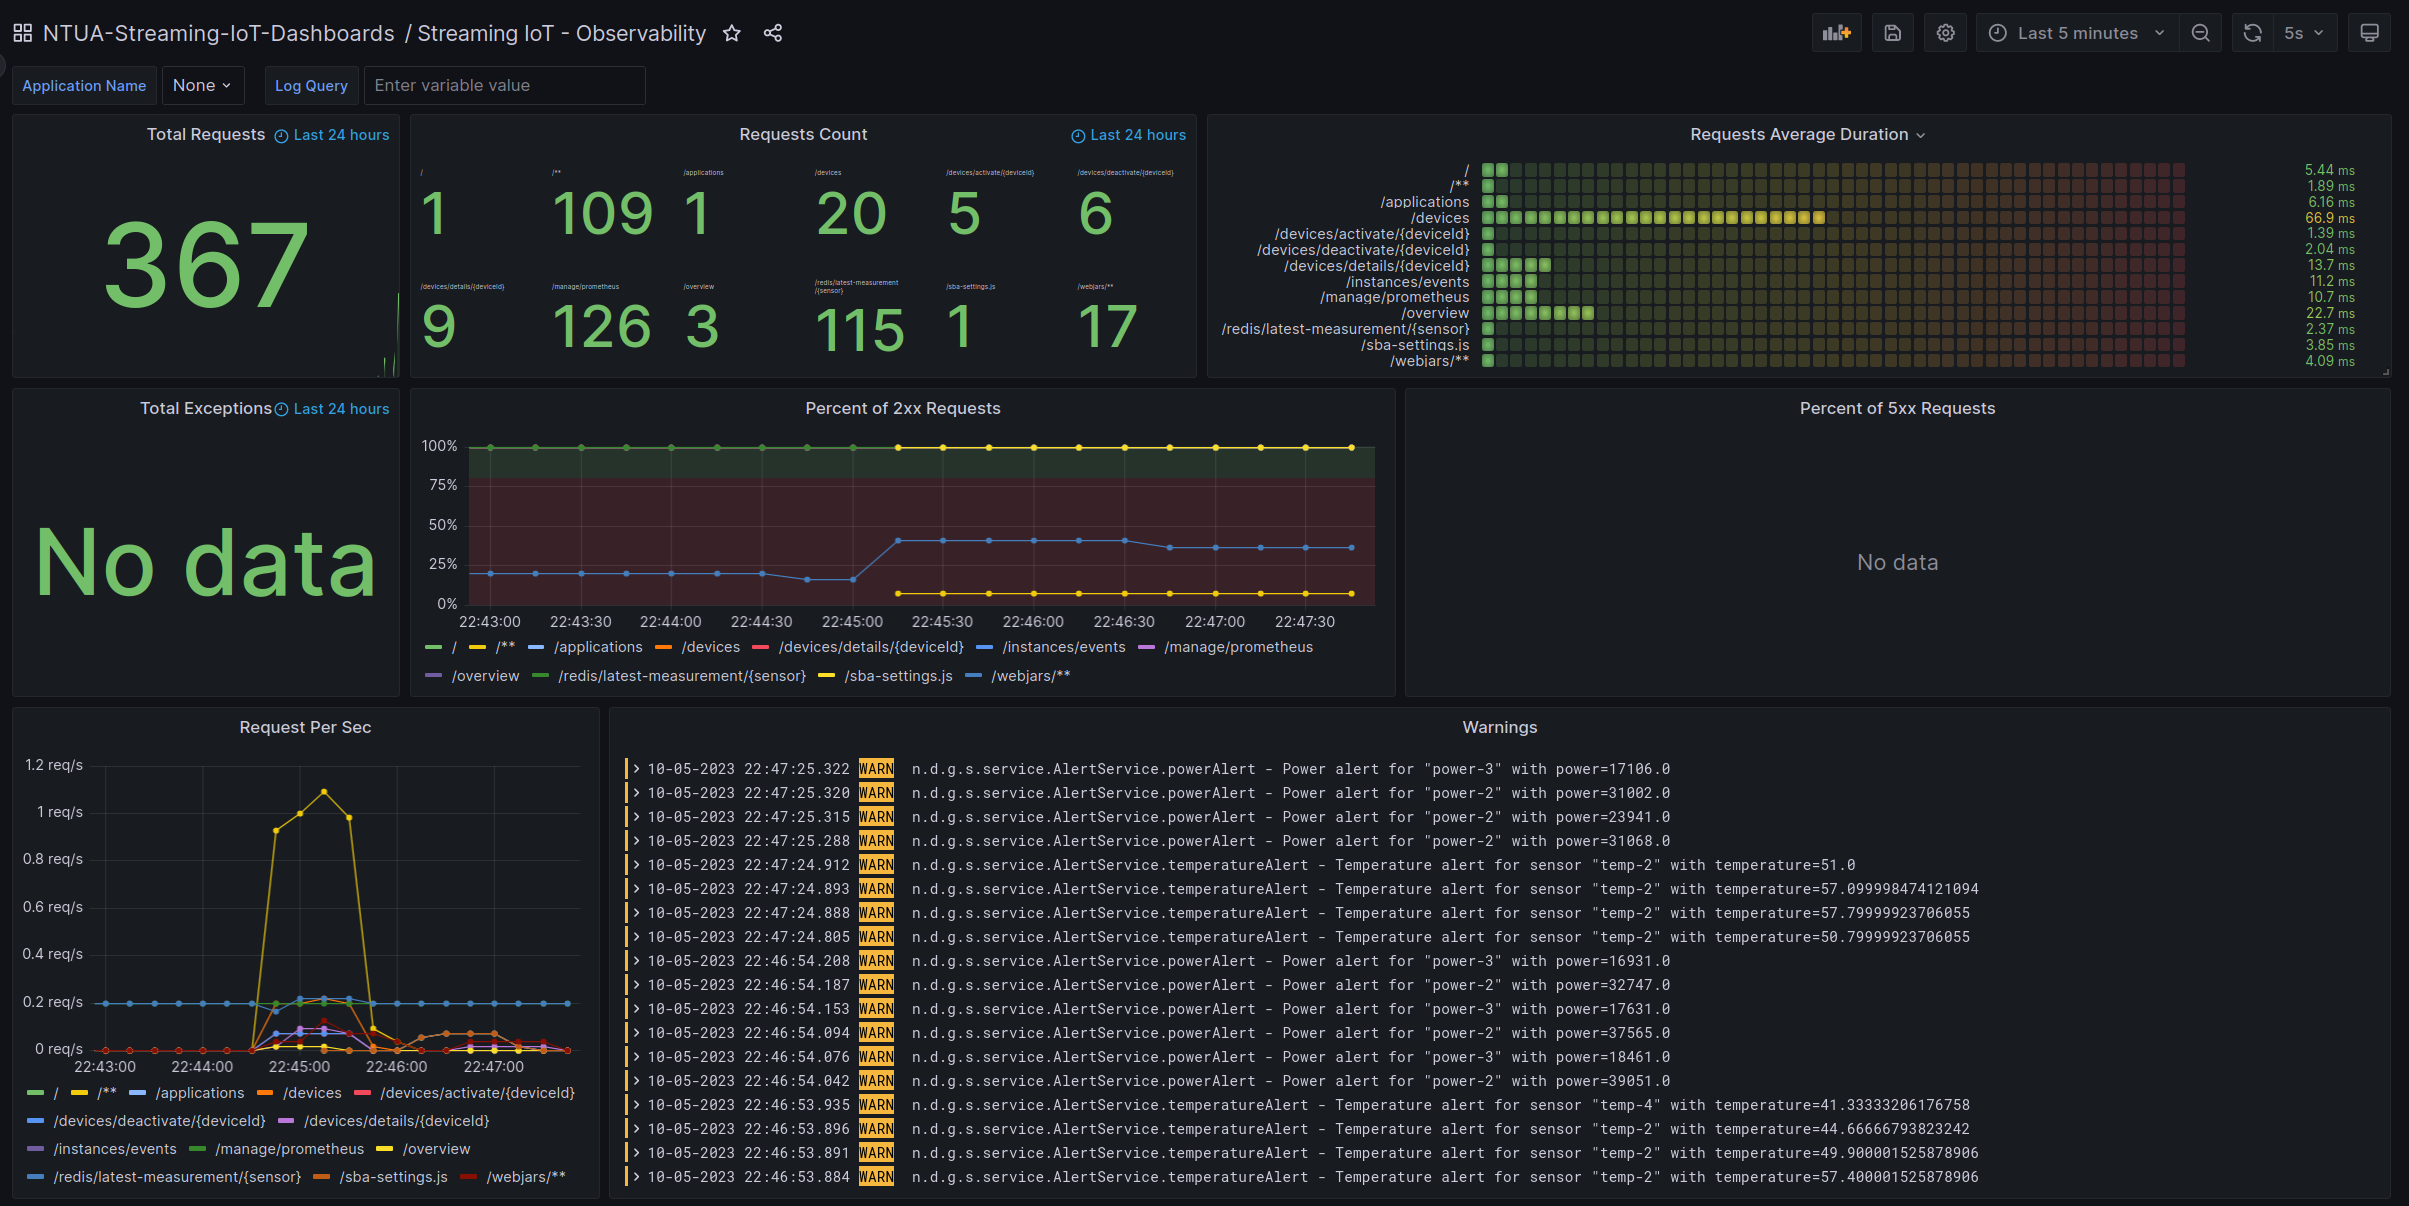 NTUA-Streaming-IoT-Dashboards / Streaming IoT - Observability
Last 5 minutes
5s
Application Name
None
Log Query
Enter variable value
Total Requests
Last 24 hours
367
Requests Count
Last 24 hours
/
/**
/applications
/devices
/devices/activate/{deviceId}
/devices/deactivate/{deviceId}
1
109
1
20
5
6
/devices/details/{deviceId}
/manage/prometheus
/overview
/redis/latest-measurement
/{sensor}
/sba-settings.js
/webjars/**
9
126
3
115
1
17
Requests Average Duration
/ 5.44 ms
/** 1.89 ms
/applications 6.16 ms
/devices 66.9 ms
/devices/activate/{deviceId} 1.39 ms
/devices/deactivate/{deviceId} 2.04 ms
/devices/details/{deviceId} 13.7 ms
/instances/events 11.2 ms
/manage/prometheus 10.7 ms
/overview 22.7 ms
/redis/latest-measurement/{sensor} 2.37 ms
/sba-settings.js 3.85 ms
/webjars/** 4.09 ms
Total Exceptions
Last 24 hours
No data
Percent of 2xx Requests
100%
75%
50%
25%
0%
22:43:00 22:43:30 22:44:00 22:44:30 22:45:00 22:45:30 22:46:00 22:46:30 22:47:00 22:47:30
/ /** /applications /devices /devices/details/{deviceId} /instances/events /manage/prometheus
/overview /redis/latest-measurement/{sensor} /sba-settings.js /webjars/**
Percent of 5xx Requests
No data
Request Per Sec
1.2 req/s
1 req/s
0.8 req/s
0.6 req/s
0.4 req/s
0.2 req/s
0 req/s
22:43:00 22:44:00 22:45:00 22:46:00 22:47:00
/ /** /applications /devices /devices/activate/{deviceId}
/devices/deactivate/{deviceId} /devices/details/{deviceId}
/instances/events /manage/prometheus /overview
/redis/latest-measurement/{sensor} /sba-settings.js /webjars/**
Warnings
10-05-2023 22:47:25.322 WARN n.d.g.s.service.AlertService.powerAlert - Power alert for "power-3" with power=17106.0
10-05-2023 22:47:25.320 WARN n.d.g.s.service.AlertService.powerAlert - Power alert for "power-2" with power=31002.0
10-05-2023 22:47:25.315 WARN n.d.g.s.service.AlertService.powerAlert - Power alert for "power-2" with power=23941.0
10-05-2023 22:47:25.288 WARN n.d.g.s.service.AlertService.powerAlert - Power alert for "power-2" with power=31068.0
10-05-2023 22:47:24.912 WARN n.d.g.s.service.AlertService.temperatureAlert - Temperature alert for sensor "temp-2" with temperature=51.0
10-05-2023 22:47:24.893 WARN n.d.g.s.service.AlertService.temperatureAlert - Temperature alert for sensor "temp-2" with temperature=57.099998474121094
10-05-2023 22:47:24.888 WARN n.d.g.s.service.AlertService.temperatureAlert - Temperature alert for sensor "temp-2" with temperature=57.79999923706055
10-05-2023 22:47:24.805 WARN n.d.g.s.service.AlertService.temperatureAlert - Temperature alert for sensor "temp-2" with temperature=50.79999923706055
10-05-2023 22:46:54.208 WARN n.d.g.s.service.AlertService.powerAlert - Power alert for "power-3" with power=16931.0
10-05-2023 22:46:54.187 WARN n.d.g.s.service.AlertService.powerAlert - Power alert for "power-2" with power=32747.0
10-05-2023 22:46:54.153 WARN n.d.g.s.service.AlertService.powerAlert - Power alert for "power-3" with power=17631.0
10-05-2023 22:46:54.094 WARN n.d.g.s.service.AlertService.powerAlert - Power alert for "power-2" with power=37565.0
10-05-2023 22:46:54.076 WARN n.d.g.s.service.AlertService.powerAlert - Power alert for "power-3" with power=18461.0
10-05-2023 22:46:54.042 WARN n.d.g.s.service.AlertService.powerAlert - Power alert for "power-2" with power=39051.0
10-05-2023 22:46:53.935 WARN n.d.g.s.service.AlertService.temperatureAlert - Temperature alert for sensor "temp-4" with temperature=41.33333206176758
10-05-2023 22:46:53.896 WARN n.d.g.s.service.AlertService.temperatureAlert - Temperature alert for sensor "temp-2" with temperature=44.66666793823242
10-05-2023 22:46:53.891 WARN n.d.g.s.service.AlertService.temperatureAlert - Temperature alert for sensor "temp-2" with temperature=49.900001525878906
10-05-2023 22:46:53.884 WARN n.d.g.s.service.AlertService.temperatureAlert - Temperature alert for sensor "temp-2" with temperature=57.400001525878906